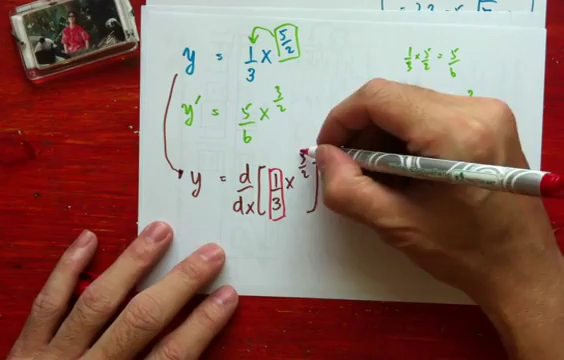 y = 1/3 x^5/2
1/3 x 5/2 = 5/6
y' = 5/6 x^3/2
y = d/dx [1/3 x^5/2]